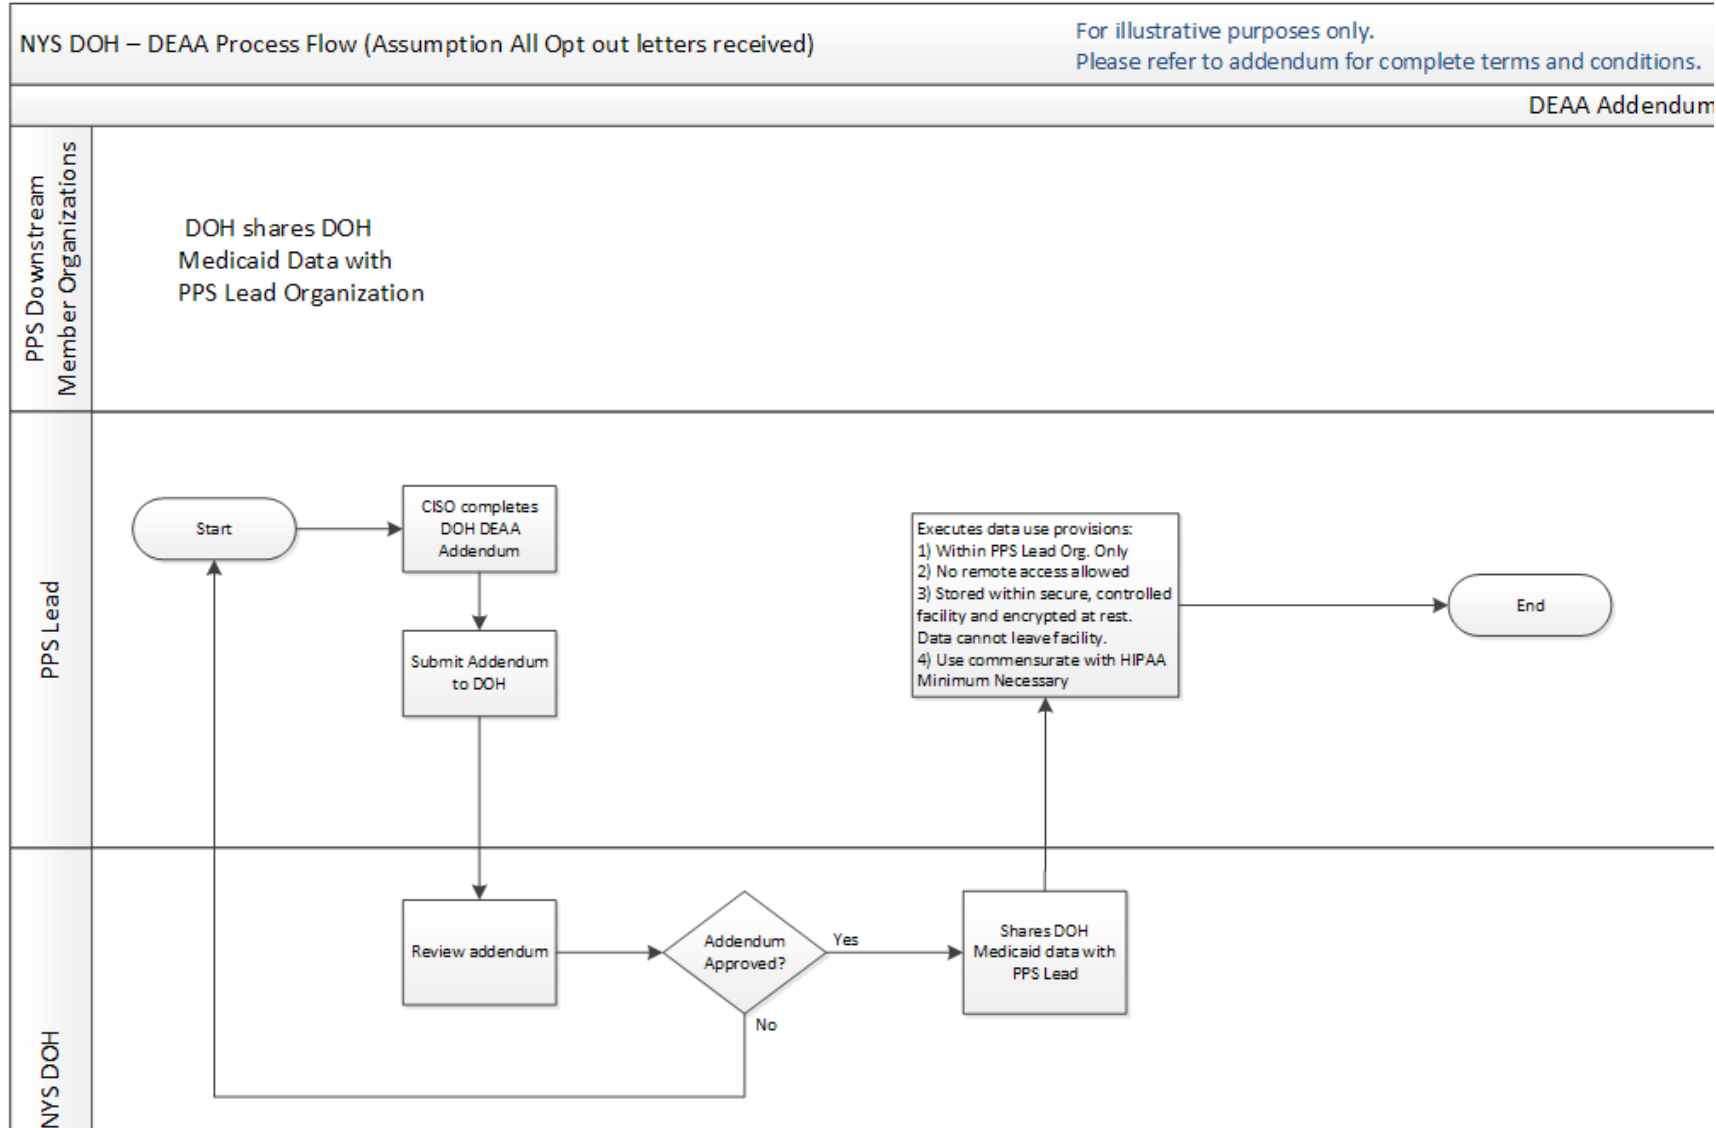 NYS DOH – DEAA Process Flow (Assumption All Opt out letters received)
For illustrative purposes only.
Please refer to addendum for complete terms and conditions.
DEAA Addendum
PPS Downstream
Member Organizations
DOH shares DOH
Medicaid Data with
PPS Lead Organization
PPS Lead
Start
CISO completes
DOH DEAA
Addendum
Submit Addendum
to DOH
Executes data use provisions:
1) Within PPS Lead Org. Only
2) No remote access allowed
3) Stored within secure, controlled
facility and encrypted at rest.
Data cannot leave facility.
4) Use commensurate with HIPAA
Minimum Necessary
End
NYS DOH
Review addendum
Addendum
Approved?
Yes
No
Shares DOH
Medicaid data with
PPS Lead